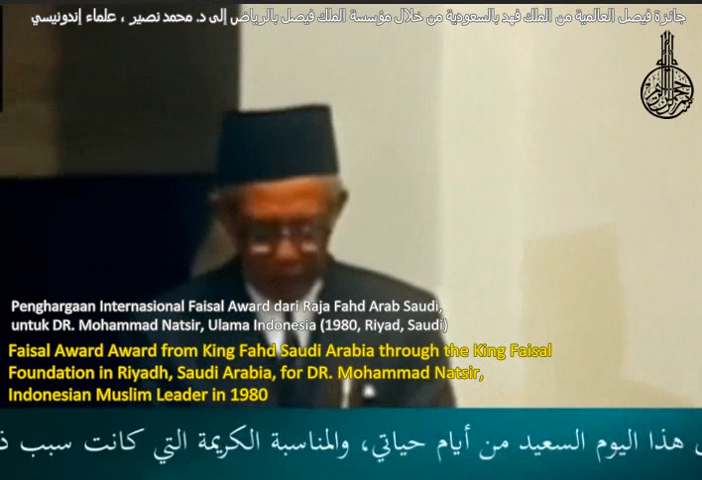 جائزة فيصل العالمية من الملك فهد بالسعودية من خلال مؤسسة الملك فيصل بالرياض إلى د. محمد نصير ، علماء إندونيسي
Penghargaan Internasional Faisal Award dari Raja Fahd Arab Saudi,
untuk DR. Mohammad Natsir, Ulama Indonesia (1980, Riyad, Saudi)
Faisal Award Award from King Fahd Saudi Arabia through the King Faisal
Foundation in Riyadh, Saudi Arabia, for DR. Mohammad Natsir,
Indonesian Muslim Leader in 1980
هذا اليوم السعيد من أيام حياتي، والمناسبة الكريمة التي كانت سبب